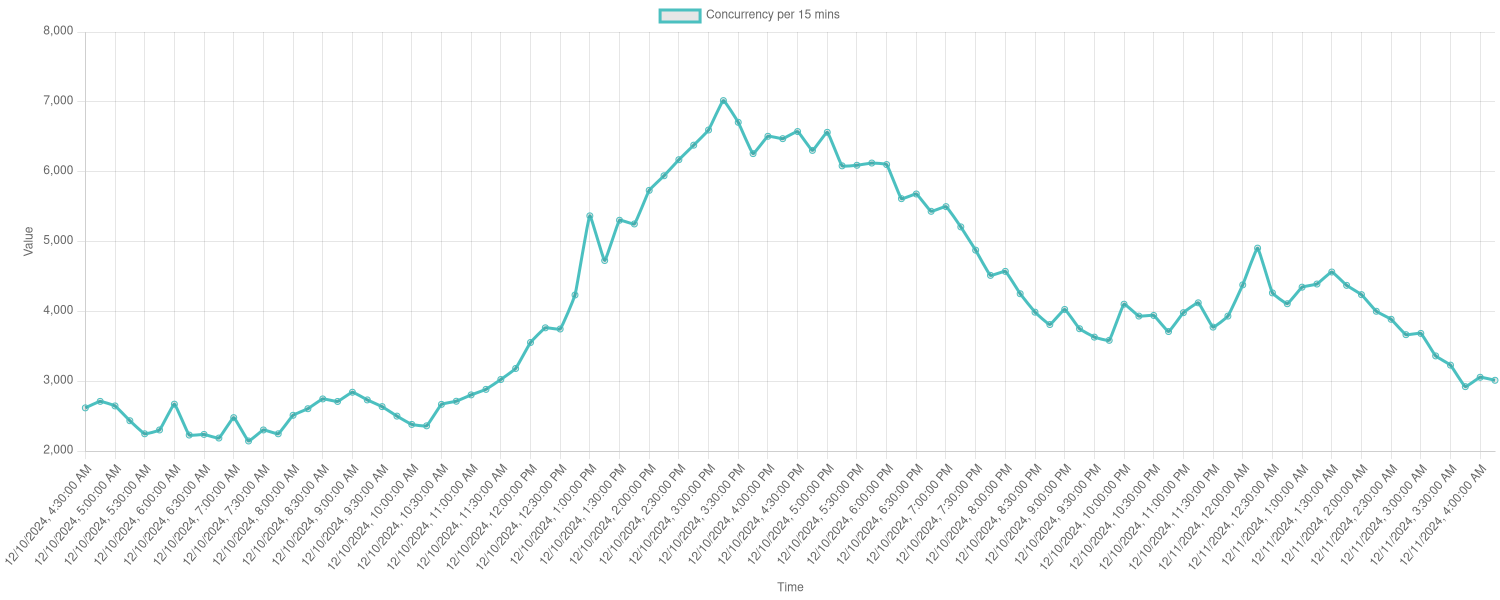 Concurrency per 15 mins
8,000
7,000
6,000
5,000
4,000
3,000
2,000
Value
12/10/2024, 4:30:00 AM
12/10/2024, 5:00:00 AM
12/10/2024, 5:30:00 AM
12/10/2024, 6:00:00 AM
12/10/2024, 6:30:00 AM
12/10/2024, 7:00:00 AM
12/10/2024, 7:30:00 AM
12/10/2024, 8:00:00 AM
12/10/2024, 8:30:00 AM
12/10/2024, 9:00:00 AM
12/10/2024, 9:30:00 AM
12/10/2024, 10:00:00 AM
12/10/2024, 10:30:00 AM
12/10/2024, 11:00:00 AM
12/10/2024, 11:30:00 AM
12/10/2024, 12:00:00 PM
12/10/2024, 12:30:00 PM
12/10/2024, 1:00:00 PM
12/10/2024, 1:30:00 PM
12/10/2024, 2:00:00 PM
12/10/2024, 2:30:00 PM
12/10/2024, 3:00:00 PM
12/10/2024, 3:30:00 PM
12/10/2024, 4:00:00 PM
12/10/2024, 4:30:00 PM
12/10/2024, 5:00:00 PM
12/10/2024, 5:30:00 PM
12/10/2024, 6:00:00 PM
12/10/2024, 6:30:00 PM
12/10/2024, 7:00:00 PM
12/10/2024, 7:30:00 PM
12/10/2024, 8:00:00 PM
12/10/2024, 8:30:00 PM
12/10/2024, 9:00:00 PM
12/10/2024, 9:30:00 PM
12/10/2024, 10:00:00 PM
12/10/2024, 10:30:00 PM
12/10/2024, 11:00:00 PM
12/10/2024, 11:30:00 PM
12/11/2024, 12:00:00 AM
12/11/2024, 12:30:00 AM
12/11/2024, 1:00:00 AM
12/11/2024, 1:30:00 AM
12/11/2024, 2:00:00 AM
12/11/2024, 2:30:00 AM
12/11/2024, 3:00:00 AM
12/11/2024, 3:30:00 AM
12/11/2024, 4:00:00 AM
Time